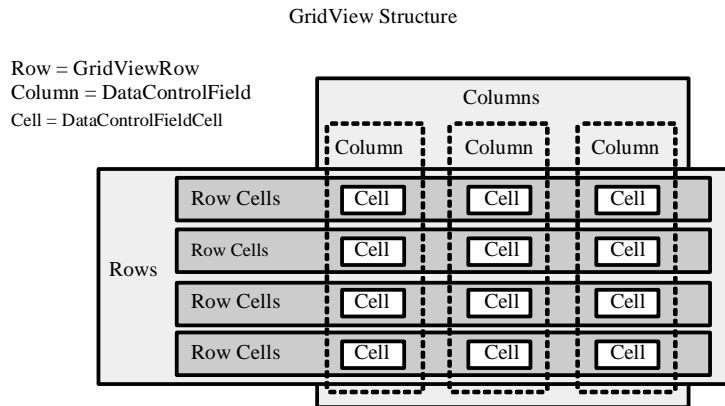 GridView Structure
Row = GridViewRow
Column = DataControlField
Cell = DataControlFieldCell
Columns
Column Column Column
Row Cells Cell Cell Cell
Row Cells Cell Cell Cell
Rows
Row Cells Cell Cell Cell
Row Cells Cell Cell Cell